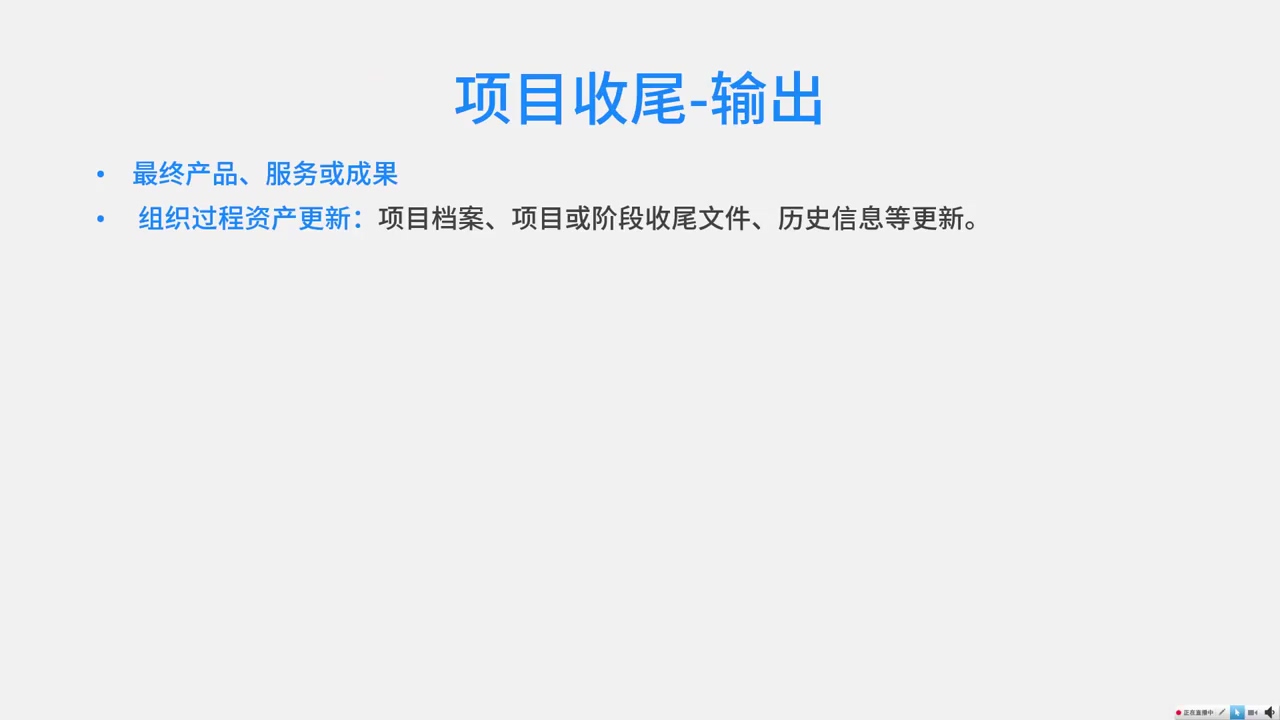 项目收尾-输出
• 最终产品、服务或成果
• 组织过程资产更新：项目档案、项目或阶段收尾文件、历史信息等更新。
正在直播中